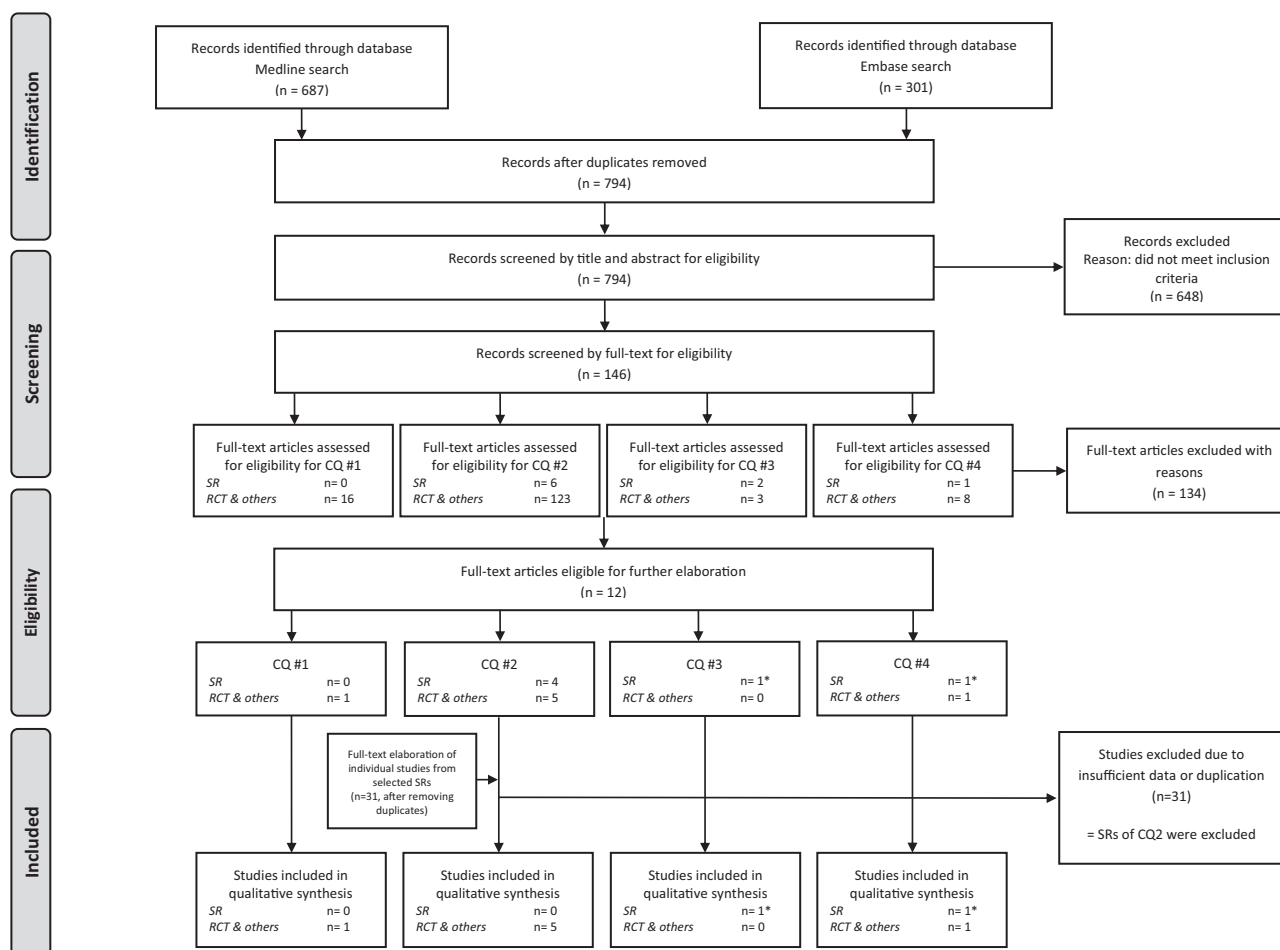 Identification
Records identified through database
Medline search
(n = 687)
Records identified through database
Embase search
(n = 301)
Records after duplicates removed
(n = 794)
Screening
Records screened by title and abstract for eligibility
(n = 794)
Records excluded
Reason: did not meet inclusion
criteria
(n = 648)
Records screened by full-text for eligibility
(n = 146)
Full-text articles assessed
for eligibility for CQ #1
SR n= 0
RCT & others n= 16
Full-text articles assessed
for eligibility for CQ #2
SR n= 6
RCT & others n= 123
Full-text articles assessed
for eligibility for CQ #3
SR n= 2
RCT & others n= 3
Full-text articles assessed
for eligibility for CQ #4
SR n= 1
RCT & others n= 8
Full-text articles excluded with
reasons
(n = 134)
Eligibility
Full-text articles eligible for further elaboration
(n = 12)
CQ #1
SR n= 0
RCT & others n= 1
CQ #2
SR n= 4
RCT & others n= 5
CQ #3
SR n= 1*
RCT & others n= 0
CQ #4
SR n= 1*
RCT & others n= 1
Included
Full-text elaboration of
individual studies from
selected SRs
(n=31, after removing
duplicates)
Studies excluded due to
insufficient data or duplication
(n=31)
= SRs of CQ2 were excluded
Studies included in
qualitative synthesis
SR n= 0
RCT & others n= 1
Studies included in
qualitative synthesis
SR n= 0
RCT & others n= 5
Studies included in
qualitative synthesis
SR n= 1*
RCT & others n= 0
Studies included in
qualitative synthesis
SR n= 1*
RCT & others n= 1